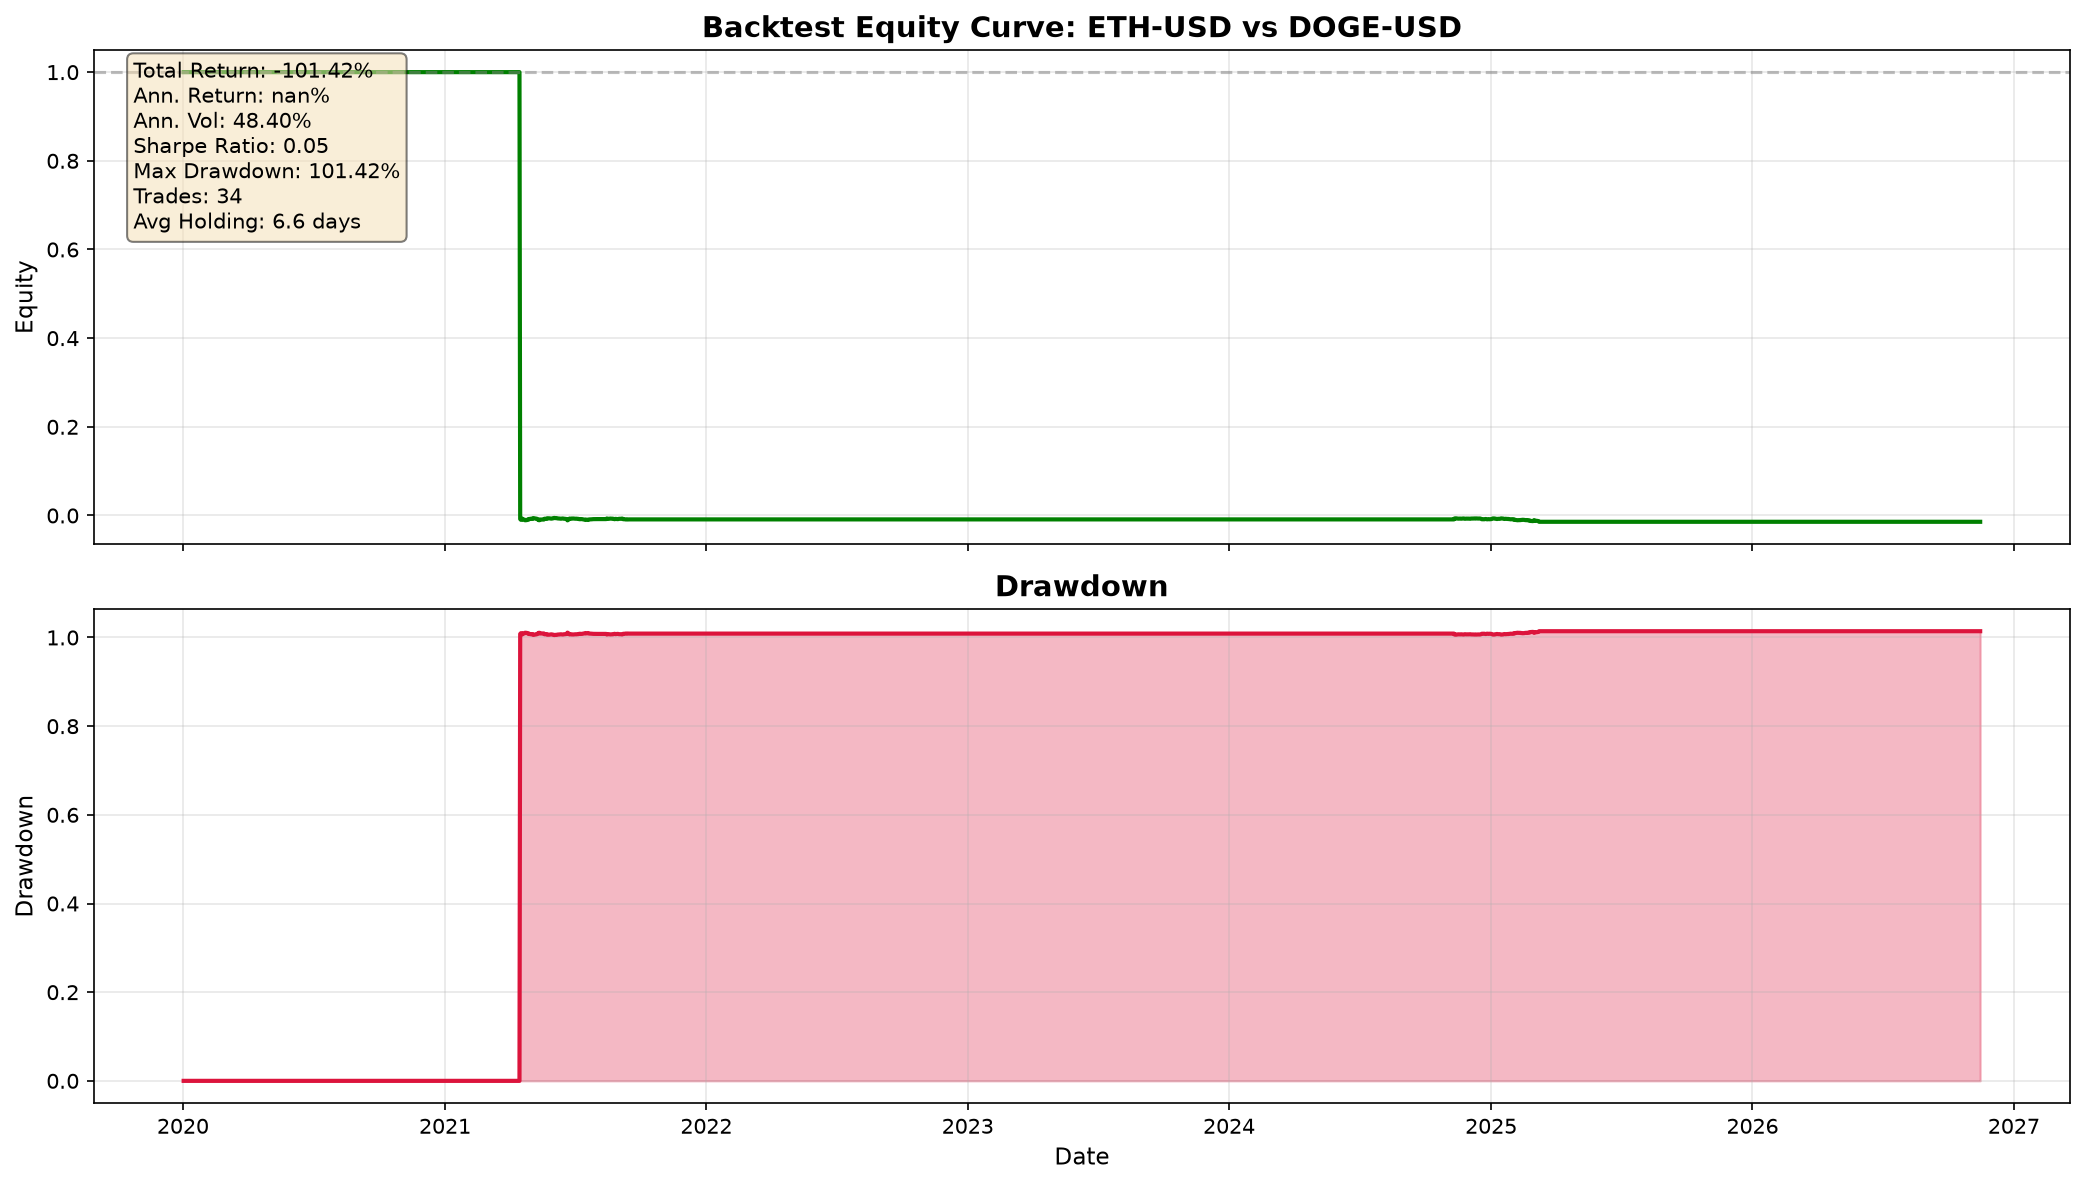 Backtest Equity Curve: ETH-USD vs DOGE-USD
Total Return: -101.42%
Ann. Return: nan%
Ann. Vol: 48.40%
Sharpe Ratio: 0.05
Max Drawdown: 101.42%
Trades: 34
Avg Holding: 6.6 days
Equity
1.0
0.8
0.6
0.4
0.2
0.0
Drawdown
Drawdown
1.0
0.8
0.6
0.4
0.2
0.0
2020 2021 2022 2023 2024 2025 2026 2027
Date